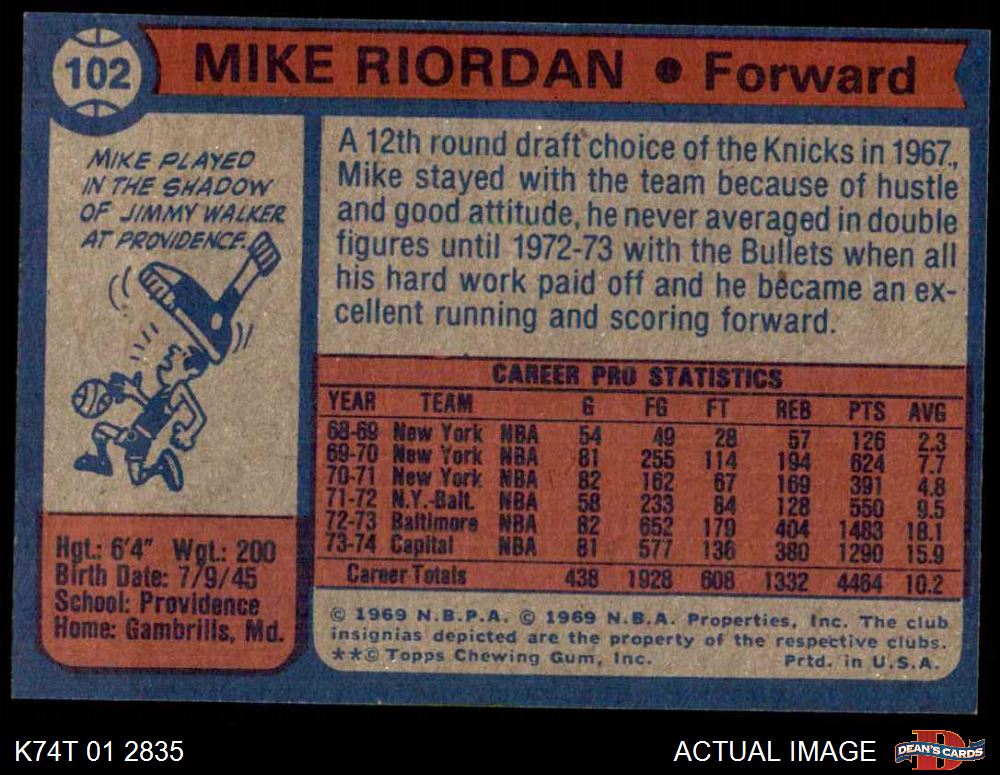 102
MIKE RIORDAN ● Forward
MIKE PLAYED
IN THE SHADOW
OF JIMMY WALKER
AT PROVIDENCE.
A 12th round draft choice of the Knicks in 1967.,
Mike stayed with the team because of hustle
and good attitude, he never averaged in double
figures until 1972-73 with the Bullets when all
his hard work paid off and he became an ex-
cellent running and scoring forward.
CAREER PRO STATISTICS
YEAR TEAM G FG FT REB PTS AVG
68-69 New York NBA 54 49 28 57 126 2.3
69-70 New York NBA 81 255 114 194 624 7.7
70-71 New York NBA 82 162 67 169 391 4.8
71-72 N.Y.-Balt. NBA 58 233 84 128 550 9.5
72-73 Baltimore NBA 82 652 179 404 1483 18.1
73-74 Capital NBA 81 577 136 380 1290 15.9
Career Totals 438 1928 608 1332 4464 10.2
Hgt.: 6'4" Wgt.: 200
Birth Date: 7/9/45
School: Providence
Home: Gambrills, Md.
© 1969 N.B.P.A. © 1969 N.B.A. Properties, Inc. The club
insignias depicted are the property of the respective clubs.
**© Topps Chewing Gum, Inc. Prtd. in U.S.A.
K74T 01 2835
ACTUAL IMAGE
DEAN'S CARDS